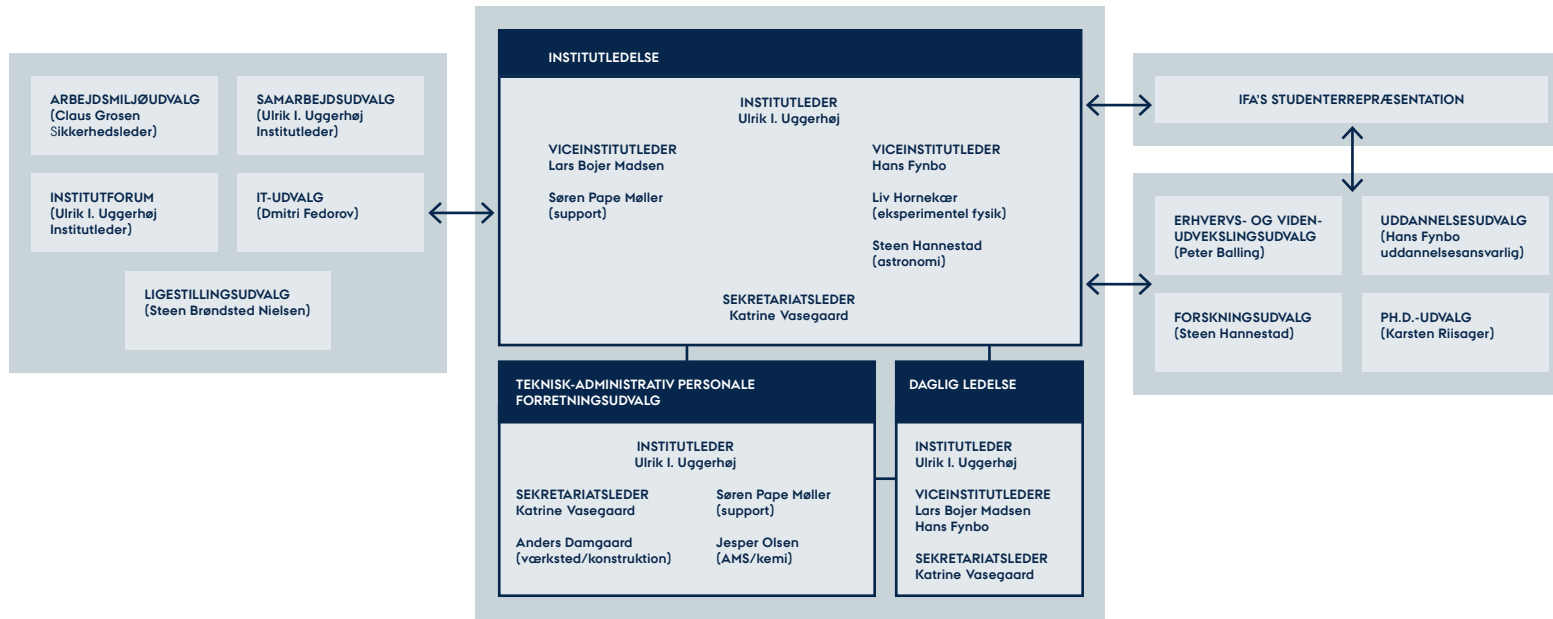 ARBEJDSMILJØUDVALG
(Claus Grosen
Sikkerhedsleder)
SAMARBEJDSUDVALG
(Ulrik I. Uggerhøj
Institutleder)
INSTITUTFORUM
(Ulrik I. Uggerhøj
Institutleder)
IT-UDVALG
(Dmitri Fedorov)
LIGESTILLINGSUDVALG
(Steen Brøndsted Nielsen)
INSTITUTLEDELSE
INSTITUTLEDER
Ulrik I. Uggerhøj
VICEINSTITUTLEDER
Lars Bojer Madsen
Søren Pape Møller
(support)
VICEINSTITUTLEDER
Hans Fynbo
Liv Hornekær
(eksperimentel fysik)
Steen Hannestad
(astronomi)
SEKRETARIATSLEDER
Katrine Vasegaard
TEKNISK-ADMINISTRATIV PERSONALE
FORRETNINGSUDVALG
INSTITUTLEDER
Ulrik I. Uggerhøj
SEKRETARIATSLEDER
Katrine Vasegaard
Anders Damgaard
(værksted/konstruktion)
Søren Pape Møller
(support)
Jesper Olsen
(AMS/kemi)
DAGLIG LEDELSE
INSTITUTLEDER
Ulrik I. Uggerhøj
VICEINSTITUTLEDERE
Lars Bojer Madsen
Hans Fynbo
SEKRETARIATSLEDER
Katrine Vasegaard
IFA'S STUDENTERREPRÆSENTATION
ERHVERVS- OG VIDEN-
UDVEKSLINGSUDVALG
(Peter Balling)
UDDANNELSESUDVALG
(Hans Fynbo
uddannelsesansvarlig)
FORSKNINGSUDVALG
(Steen Hannestad)
PH.D.-UDVALG
(Karsten Riisager)